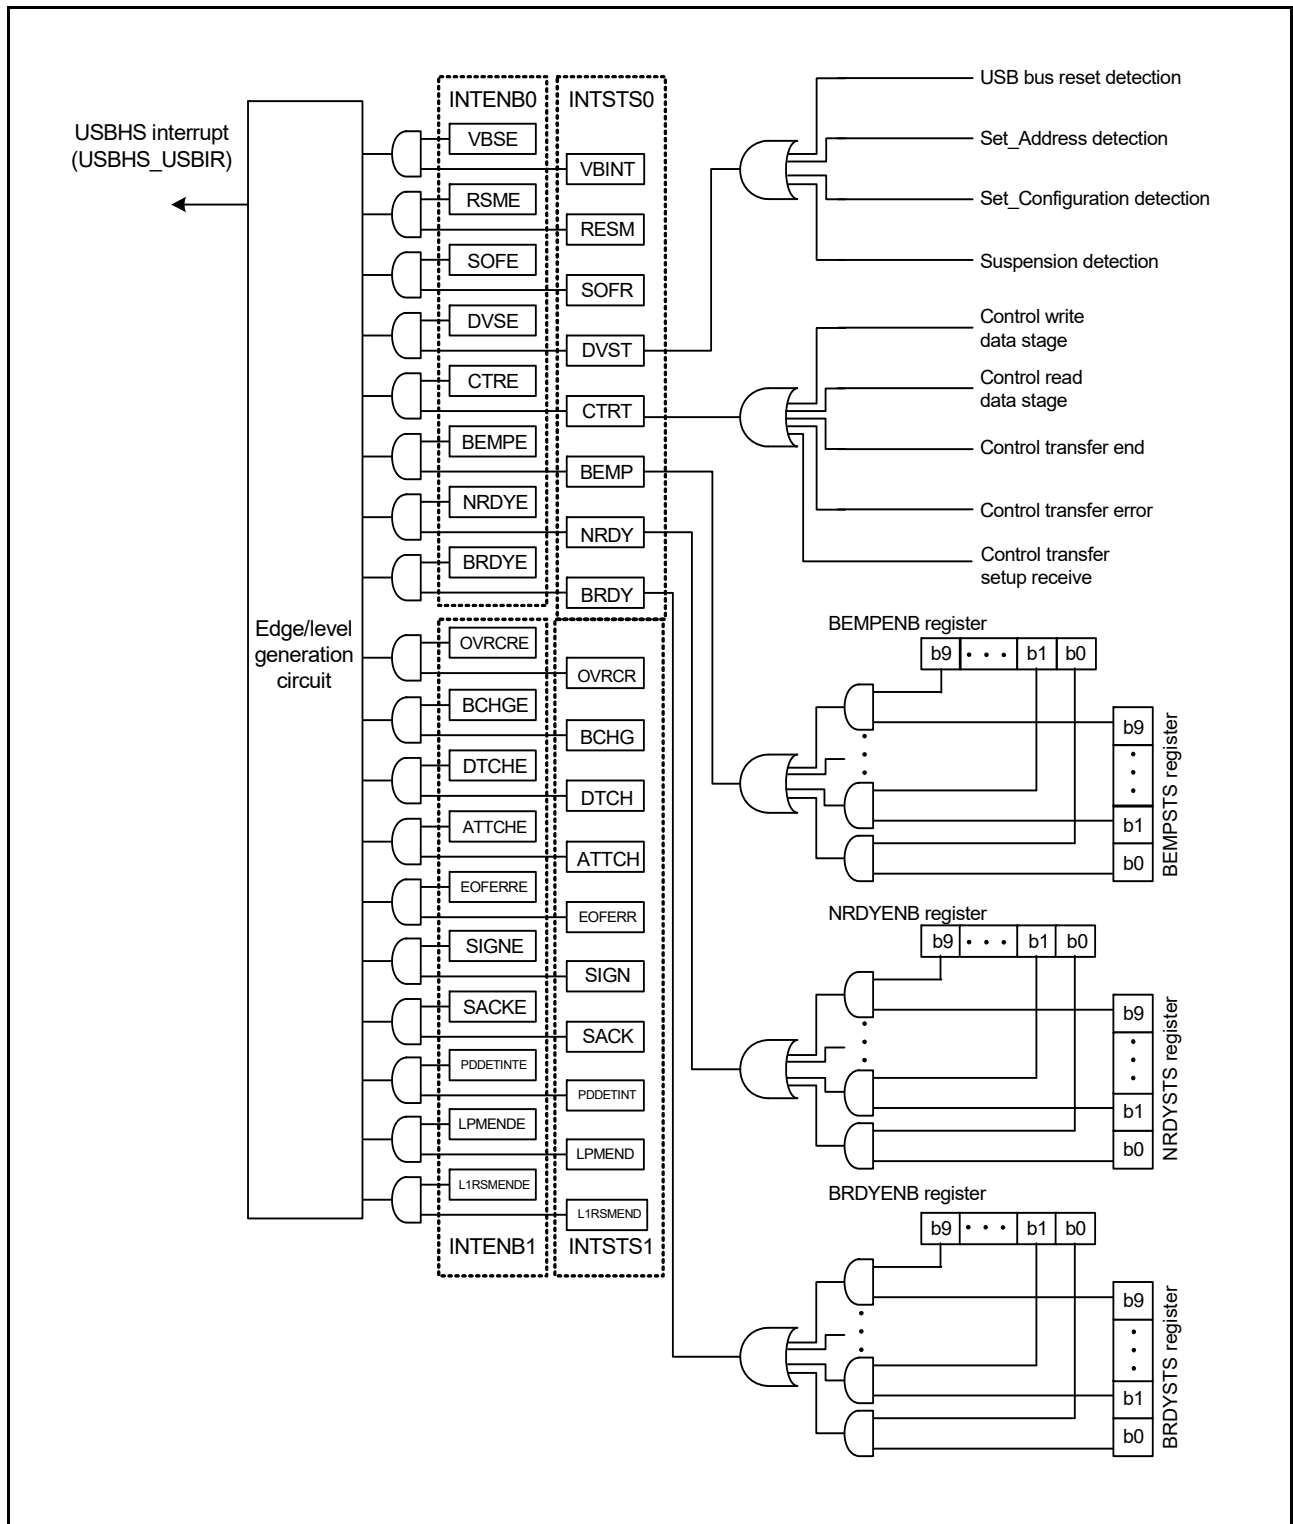 USBHS interrupt
(USBHS_USBIR)
Edge/level
generation
circuit
INTENB0
INTSTS0
VBSE
VBINT
RSME
RESM
SOFE
SOFR
DVSE
DVST
CTRE
CTRT
BEMPE
BEMP
NRDYE
NRDY
BRDYE
BRDY
OVRCRE
OVRCR
BCHGE
BCHG
DTCHE
DTCH
ATTCHE
ATTCH
EOFERRE
EOFERR
SIGNE
SIGN
SACKE
SACK
PDDETINTE
PDDETINT
LPMENDE
LPMEND
L1RSMENDE
L1RSMEND
INTENB1
INTSTS1
USB bus reset detection
Set_Address detection
Set_Configuration detection
Suspension detection
Control write
data stage
Control read
data stage
Control transfer end
Control transfer error
Control transfer
setup receive
BEMPENB register
b9 • • • b1 b0
b9
b1
b0
BEMPSTS register
NRDYENB register
b9 • • • b1 b0
b9
b1
b0
NRDYSTS register
BRDYENB register
b9 • • • b1 b0
b9
b1
b0
BRDYSTS register